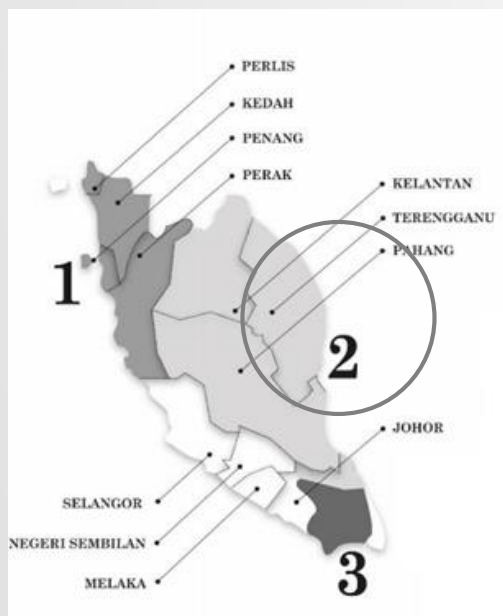 PERLIS
KEDAH
PENANG
PERAK
KELANTAN
TERENGGANU
PAHANG
1
2
JOHOR
SELANGOR
NEGERI SEMBILAN
MELAKA
3